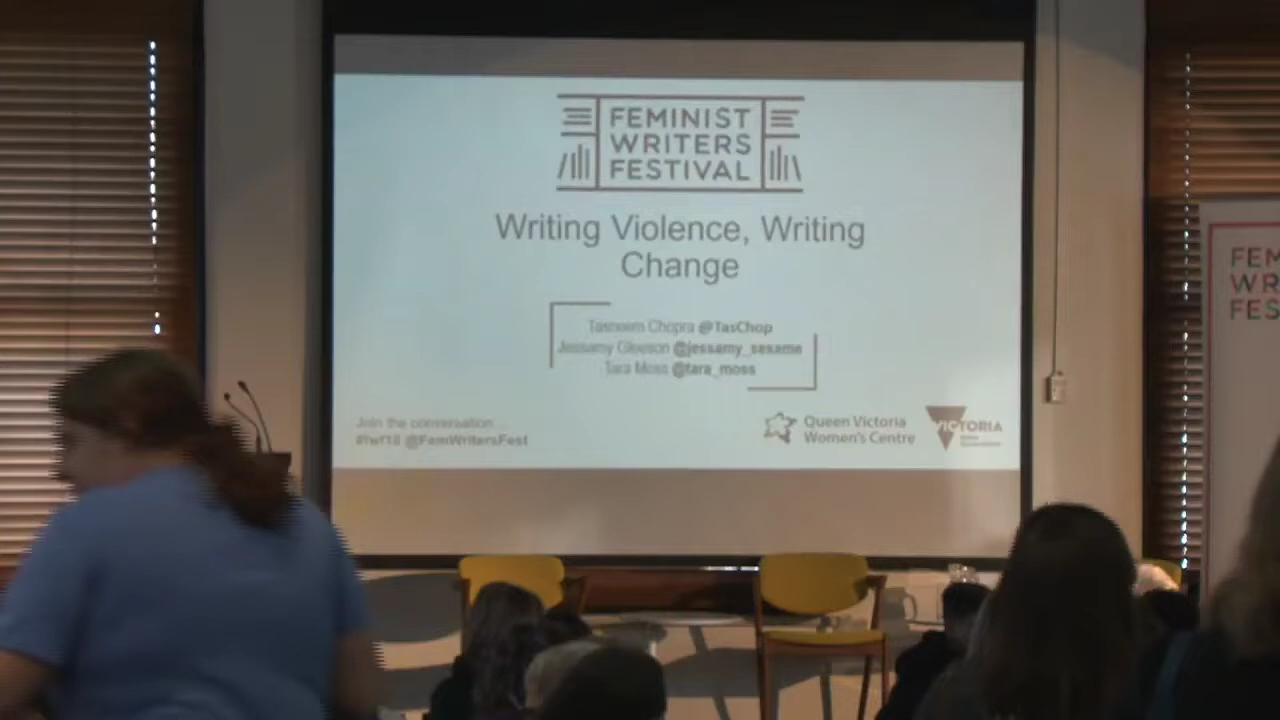 FEMINIST
WRITERS
FESTIVAL
Writing Violence, Writing
Change
Tasneem Chopra @TasChop
Jessamy Gleeson @jessamy_sesame
Tara Moss @tara_moss
Join the conversation...
#fwf18 @FemWritersFest
Queen Victoria
Women's Centre
VICTORIA
FEM
WR
FES